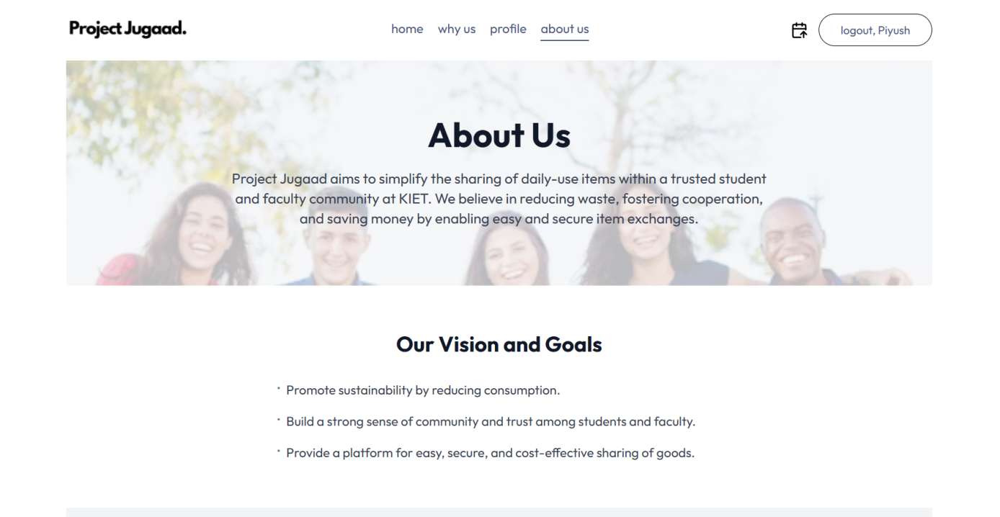 Project Jugaad.
home
why us
profile
about us
logout, Piyush
About Us
Project Jugaad aims to simplify the sharing of daily-use items within a trusted student
and faculty community at KIET. We believe in reducing waste, fostering cooperation,
and saving money by enabling easy and secure item exchanges.
Our Vision and Goals
· Promote sustainability by reducing consumption.
· Build a strong sense of community and trust among students and faculty.
· Provide a platform for easy, secure, and cost-effective sharing of goods.